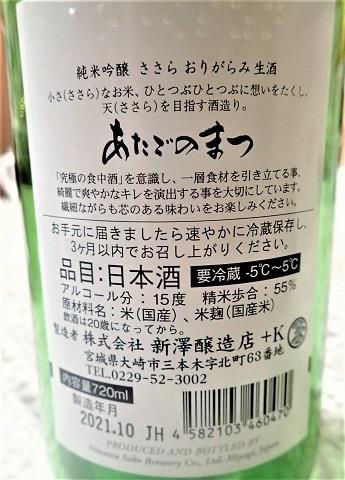 純米吟醸 ささら おりがらみ 生酒
小さ(ささら)なお米、ひとつぶひとつぶに想いをたくし、
天(ささら)を目指す酒造り。
あたごのまつ
「究極の食中酒」を意識し、一層食材を引き立てる事、
綺麗で爽やかなキレを演出する事を大切にしています。
繊細ながらも芯のある味わいをお楽しみください。
お手元に届きましたら速やかに冷蔵保存し、
3ヶ月以内でお召し上がりください。
品目:日本酒 要冷蔵 -5℃～5℃
アルコール分:15度 精米歩合:55%
原材料名:米(国産)、米麹(国産米)
飲酒は20歳になってから。
製造者 株式会社 新澤醸造店 +K
宮城県大崎市三本木字北町63番地
TEL.0229-52-3002
内容量720ml
製造年月
2021.10 JH 4 582103 460470
PRODUCED AND BOTTLED BY
Niizawa Sake Brewery Co., Ltd. Miyagi, Japan